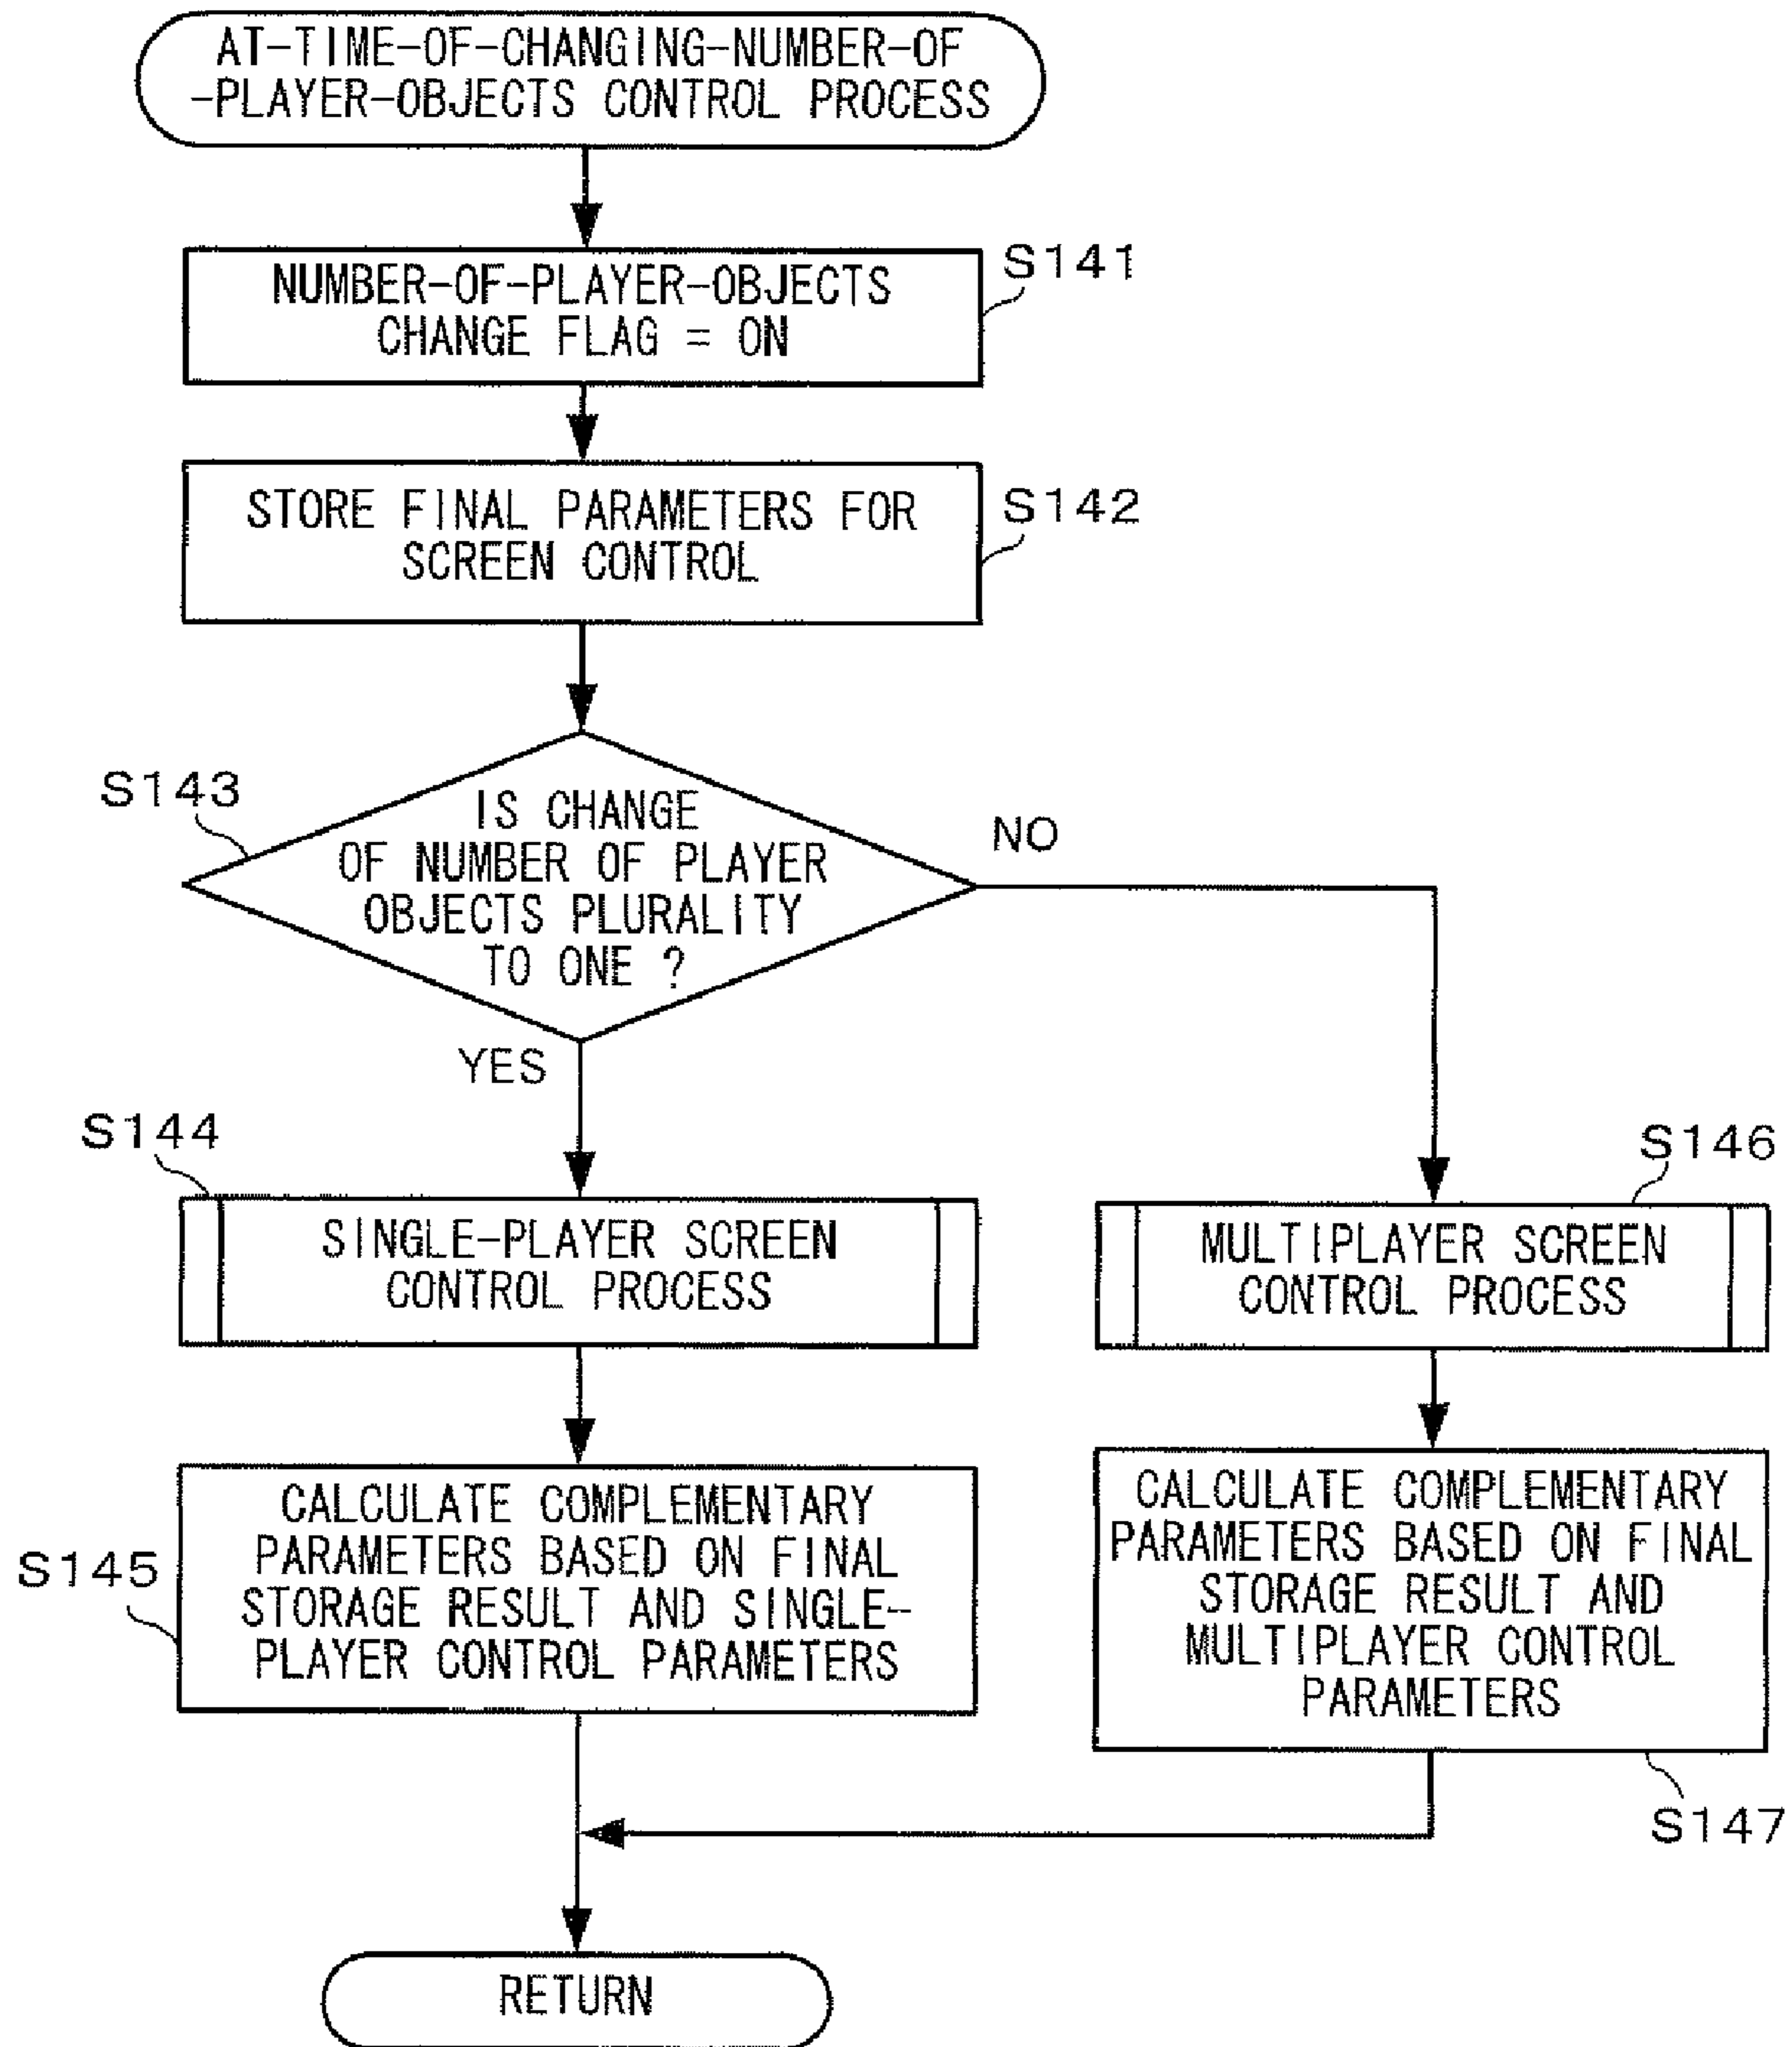 AT-TIME-OF-CHANGING-NUMBER-OF
-PLAYER-OBJECTS CONTROL PROCESS
S141
NUMBER-OF-PLAYER-OBJECTS
CHANGE FLAG = ON
S142
STORE FINAL PARAMETERS FOR
SCREEN CONTROL
S143
IS CHANGE
OF NUMBER OF PLAYER
OBJECTS PLURALITY
TO ONE ?
NO
YES
S144
SINGLE-PLAYER SCREEN
CONTROL PROCESS
S146
MULTIPLAYER SCREEN
CONTROL PROCESS
S145
CALCULATE COMPLEMENTARY
PARAMETERS BASED ON FINAL
STORAGE RESULT AND SINGLE-
PLAYER CONTROL PARAMETERS
CALCULATE COMPLEMENTARY
PARAMETERS BASED ON FINAL
STORAGE RESULT AND
MULTIPLAYER CONTROL
PARAMETERS
S147
RETURN